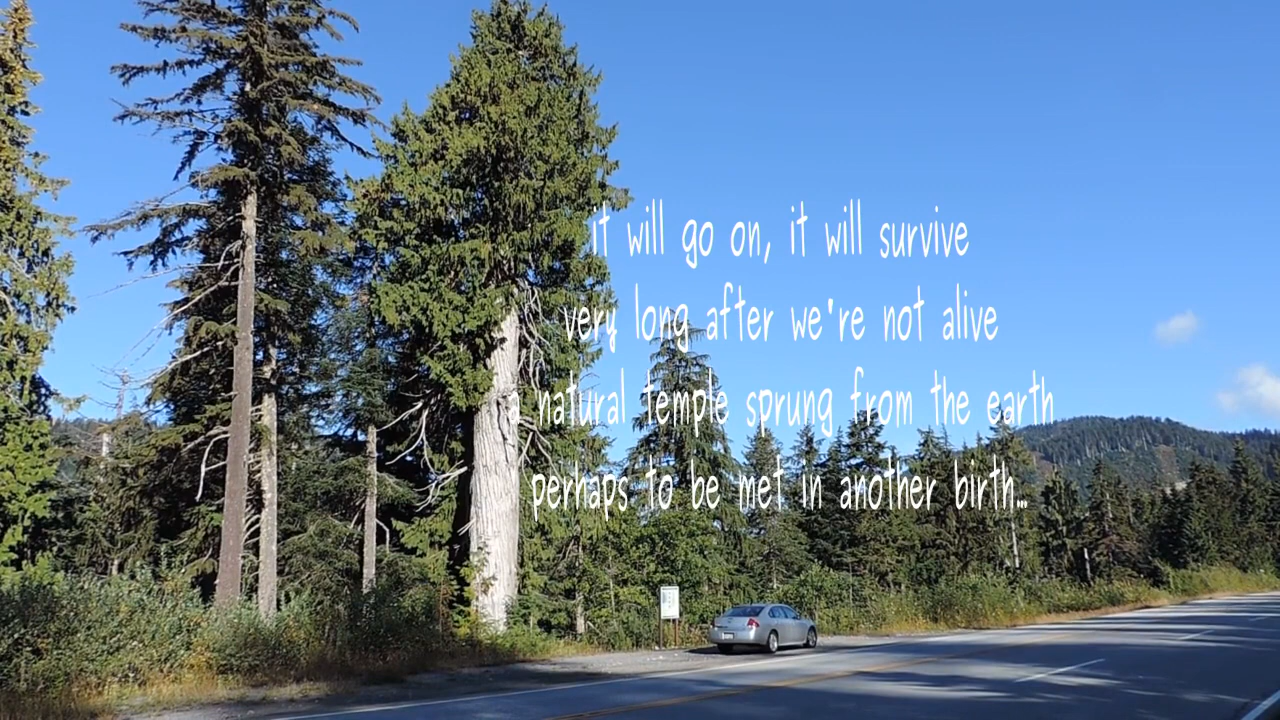 it will go on, it will survive
very long after we're not alive
a natural temple sprung from the earth
perhaps to be met in another birth...